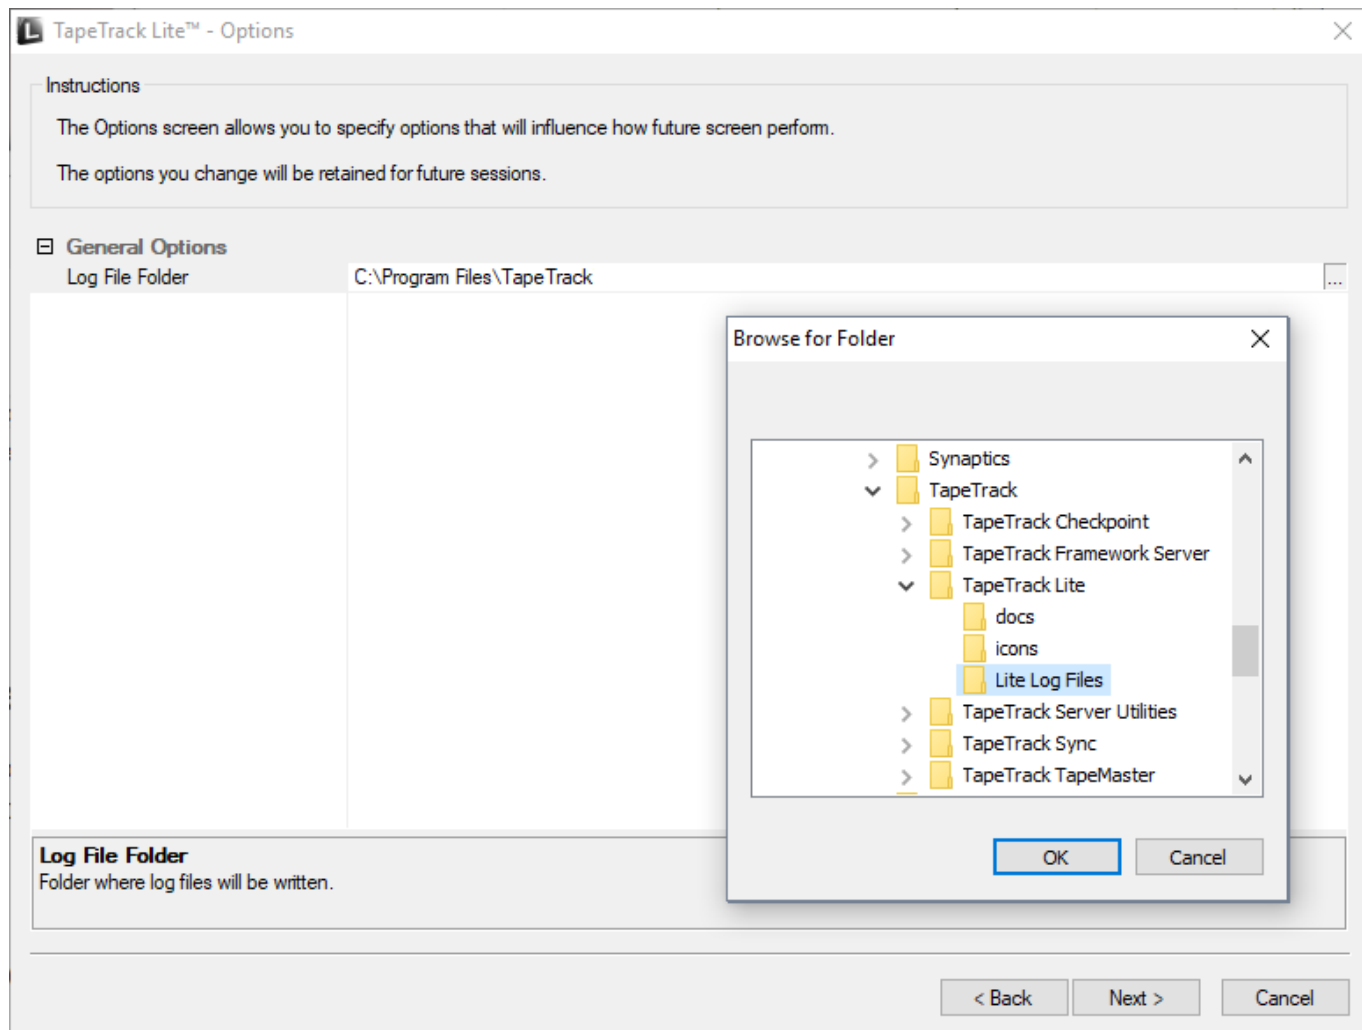 TapeTrack Lite™ - Options
Instructions
The Options screen allows you to specify options that will influence how future screen perform.
The options you change will be retained for future sessions.
General Options
Log File Folder C:\Program Files\TapeTrack ...
Browse for Folder
Synaptics
TapeTrack
TapeTrack Checkpoint
TapeTrack Framework Server
TapeTrack Lite
docs
icons
Lite Log Files
TapeTrack Server Utilities
TapeTrack Sync
TapeTrack TapeMaster
OK Cancel
Log File Folder
Folder where log files will be written.
< Back Next > Cancel